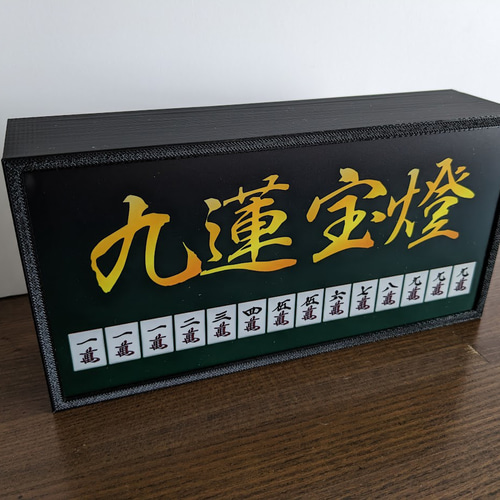 九蓮宝燈
一萬 一萬 一萬 二萬 三萬 四萬 伍萬 伍萬 六萬 七萬 八萬 九萬 九萬 九萬